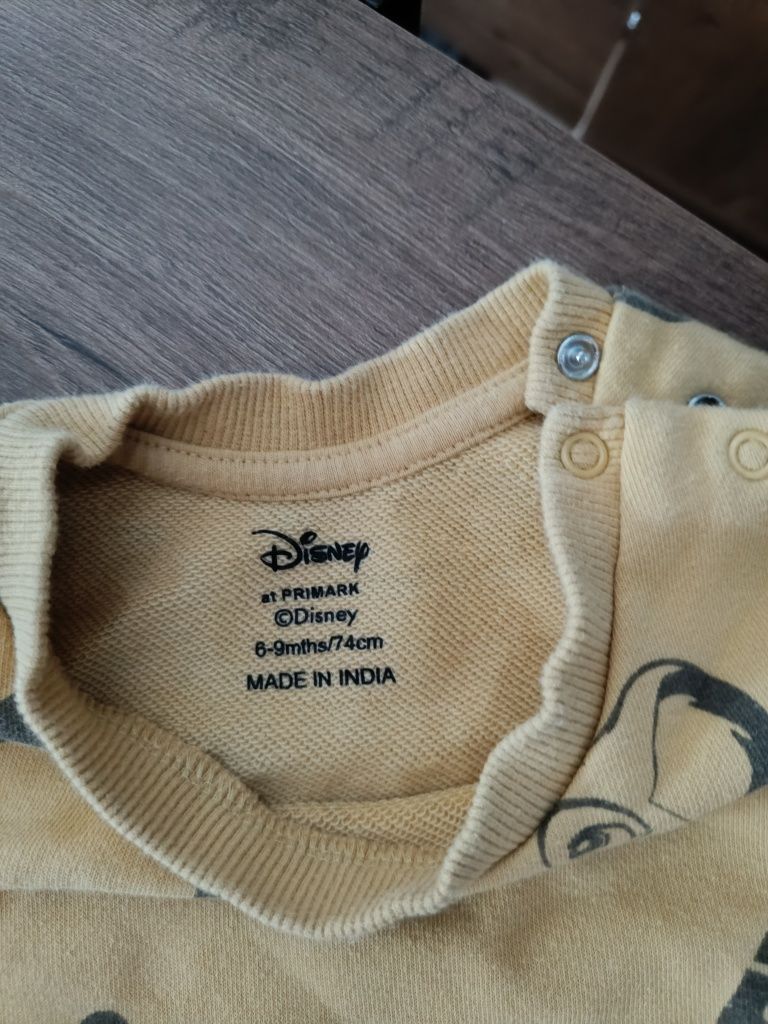 Disney
at PRIMARK
©Disney
6-9mths/74cm
MADE IN INDIA